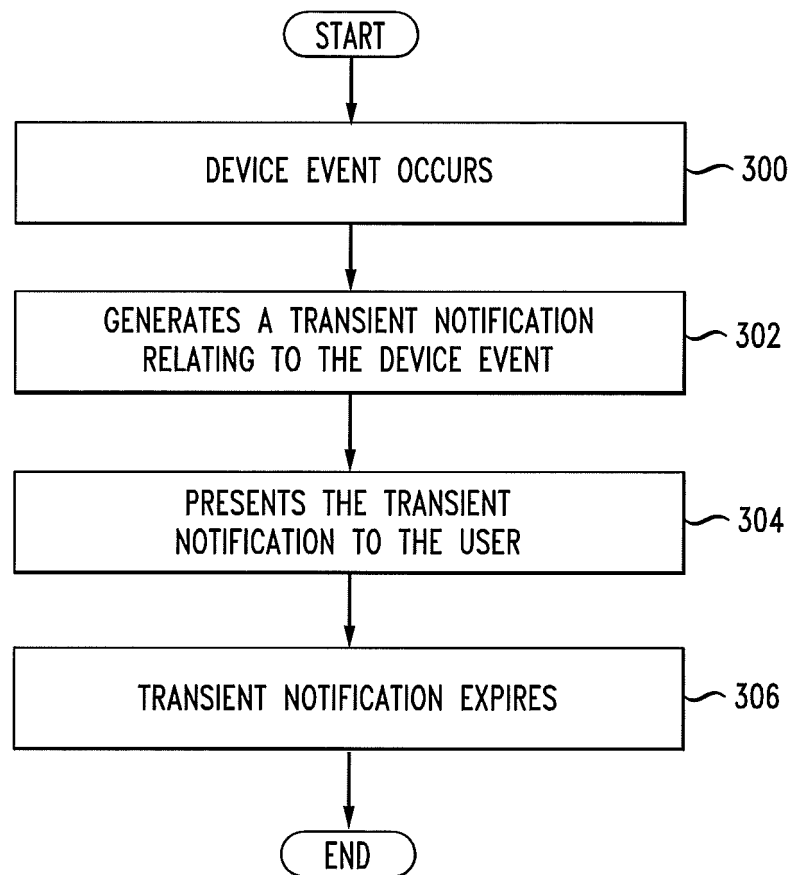 START
DEVICE EVENT OCCURS
300
GENERATES A TRANSIENT NOTIFICATION
RELATING TO THE DEVICE EVENT
302
PRESENTS THE TRANSIENT
NOTIFICATION TO THE USER
304
TRANSIENT NOTIFICATION EXPIRES
306
END